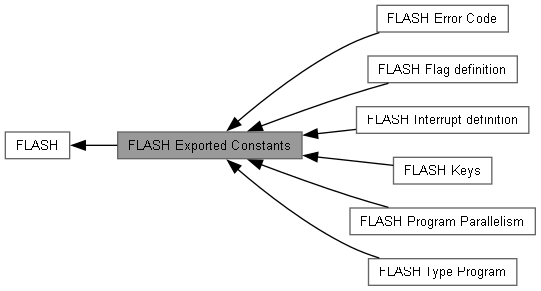 FLASH Error Code
FLASH Flag definition
FLASH Interrupt definition
FLASH
FLASH Exported Constants
FLASH Keys
FLASH Program Parallelism
FLASH Type Program